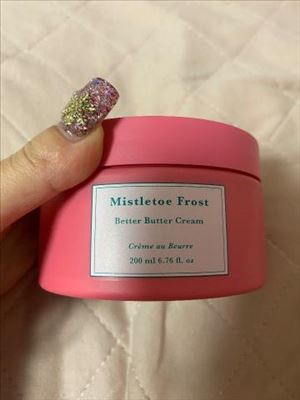 Mistletoe Frost
Better Butter Cream
Crème au Beurre
200 ml 6.76 fl. oz